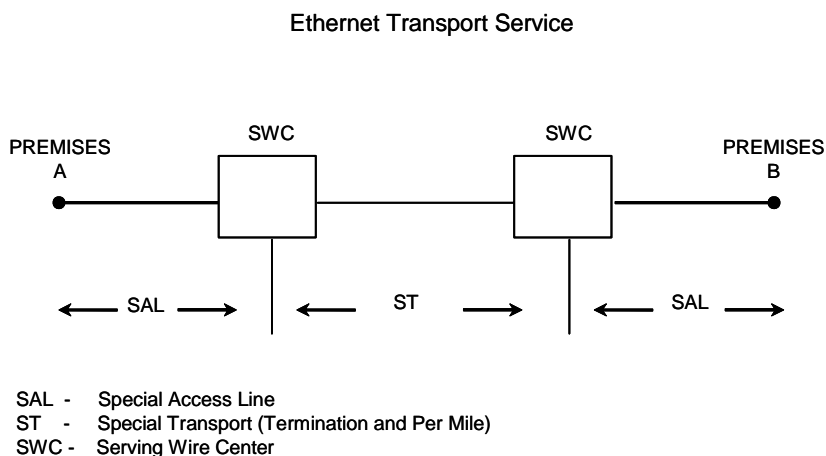 Ethernet Transport Service
SWC
SWC
PREMISES
A
PREMISES
B
SAL
ST
SAL
SAL - Special Access Line
ST - Special Transport (Termination and Per Mile)
SWC - Serving Wire Center